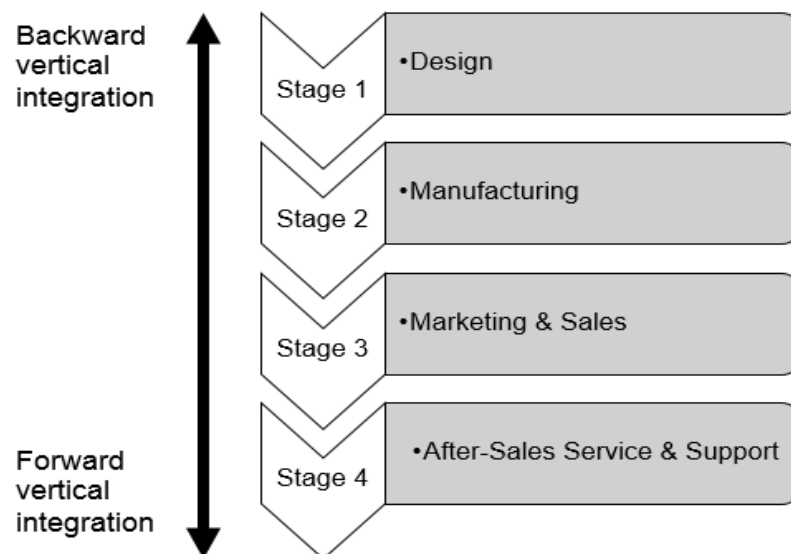 Backward
vertical
integration
Stage 1
•Design
Stage 2
•Manufacturing
Stage 3
•Marketing & Sales
Stage 4
•After-Sales Service & Support
Forward
vertical
integration